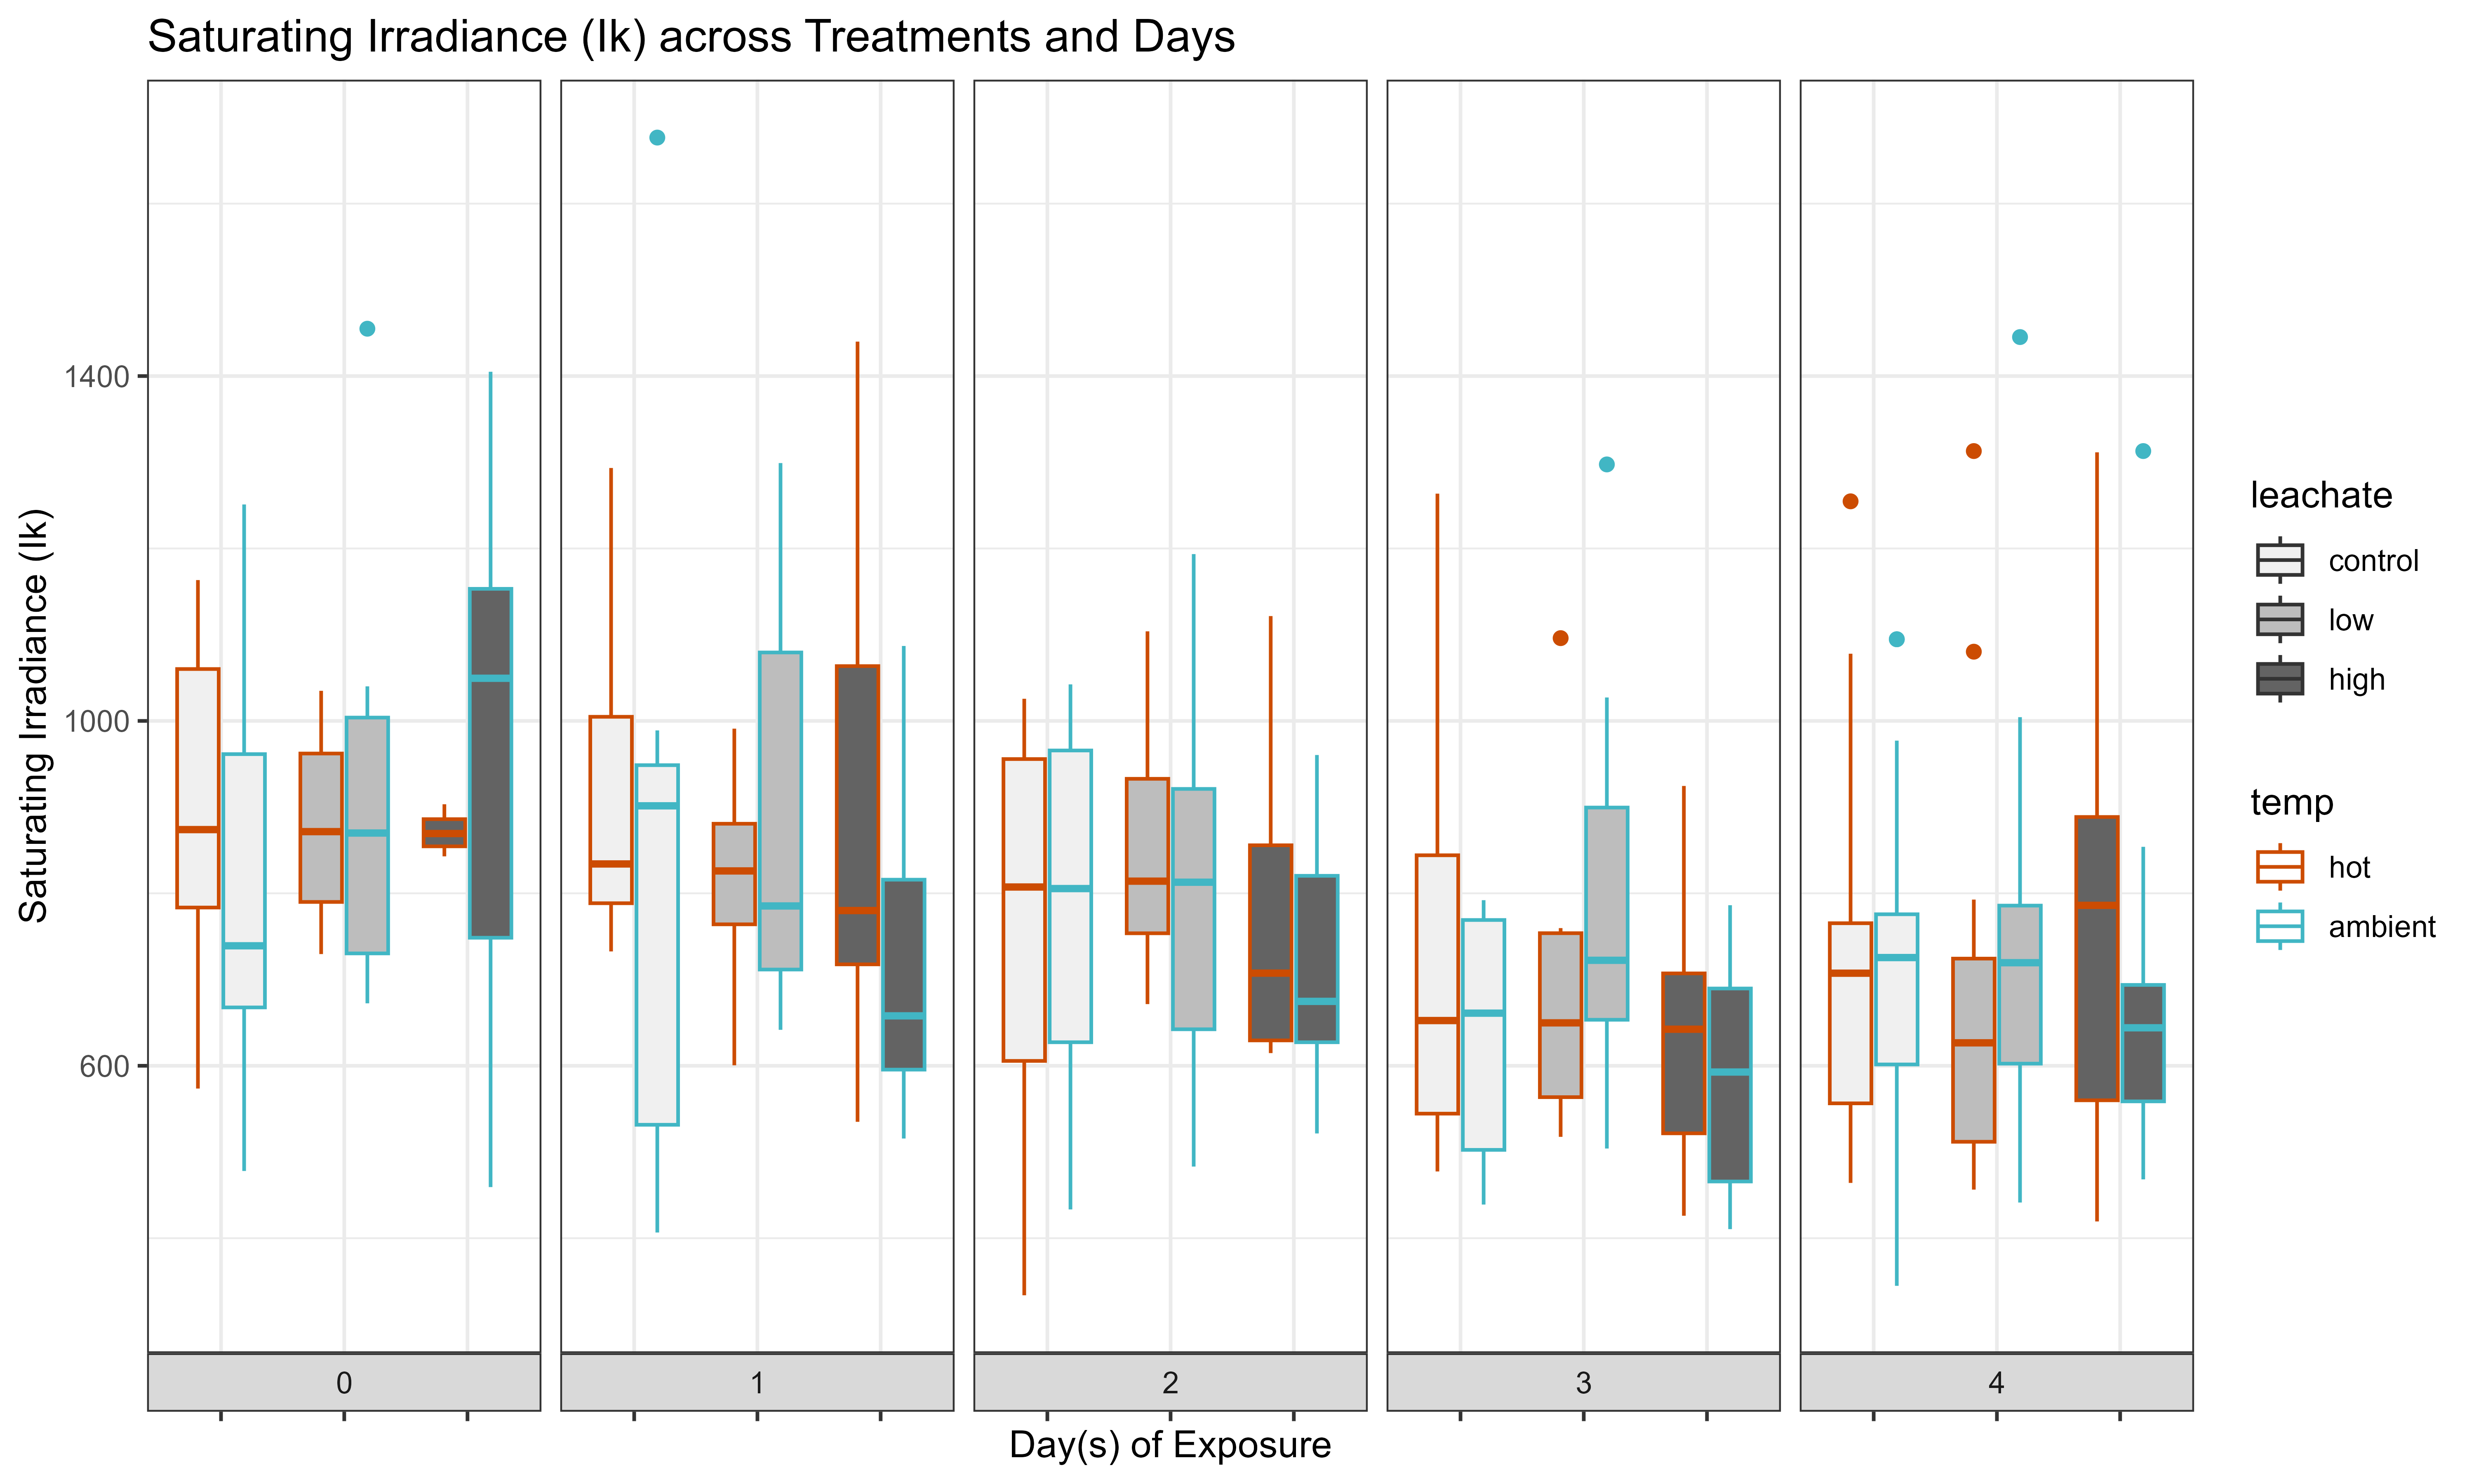 Saturating Irradiance (Ik) across Treatments and Days
Saturating Irradiance (Ik)
1400
1000
600
0
1
2
3
4
Day(s) of Exposure
leachate
control
low
high
temp
hot
ambient